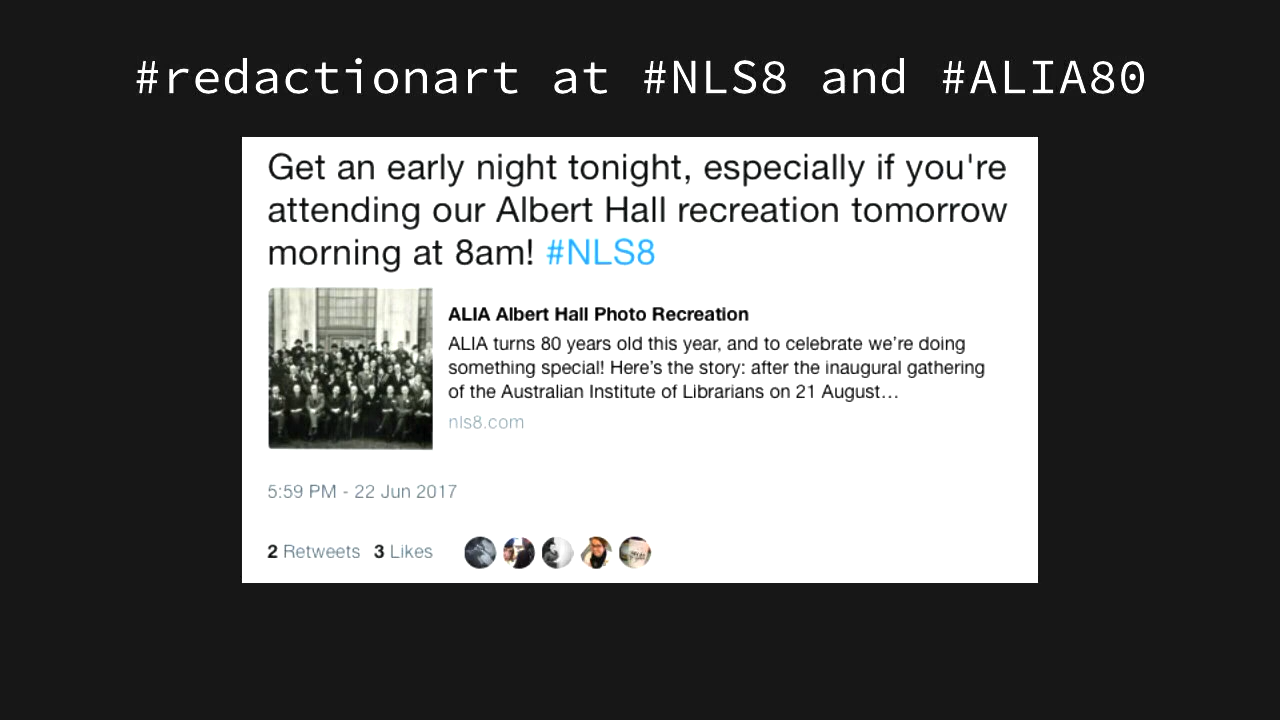 #redactionart at #NLS8 and #ALIA80
Get an early night tonight, especially if you're
attending our Albert Hall recreation tomorrow
morning at 8am! #NLS8
ALIA Albert Hall Photo Recreation
ALIA turns 80 years old this year, and to celebrate we’re doing
something special! Here’s the story: after the inaugural gathering
of the Australian Institute of Librarians on 21 August…
nls8.com
5:59 PM - 22 Jun 2017
2 Retweets 3 Likes